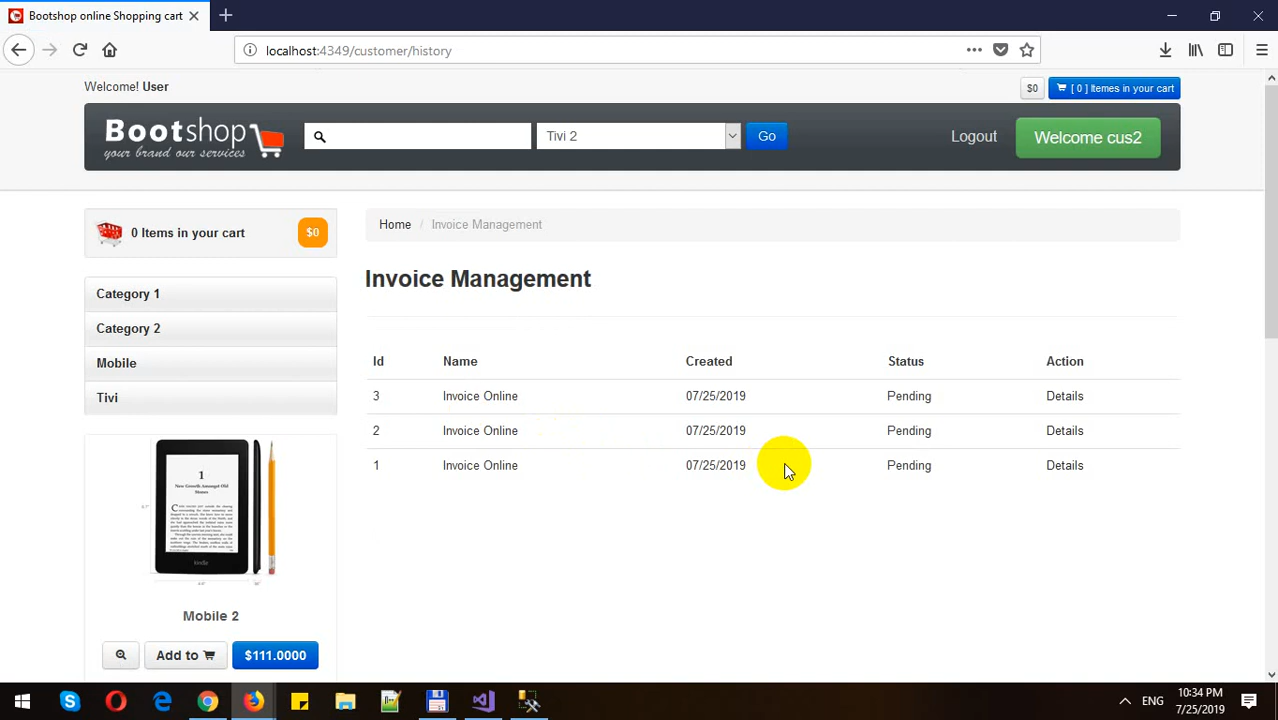 Bootshop online Shopping cart
localhost:4349/customer/history
Welcome! User
$0
[ 0 ] Itemes in your cart
Bootshop
your brand our services
Tivi 2
Go
Logout
Welcome cus2
0 Items in your cart
$0
Home / Invoice Management
Category 1
Category 2
Mobile
Tivi
Invoice Management
Id Name Created Status Action
3 Invoice Online 07/25/2019 Pending Details
2 Invoice Online 07/25/2019 Pending Details
1 Invoice Online 07/25/2019 Pending Details
1
kindle
Mobile 2
Add to
$111.0000
ENG
10:34 PM
7/25/2019